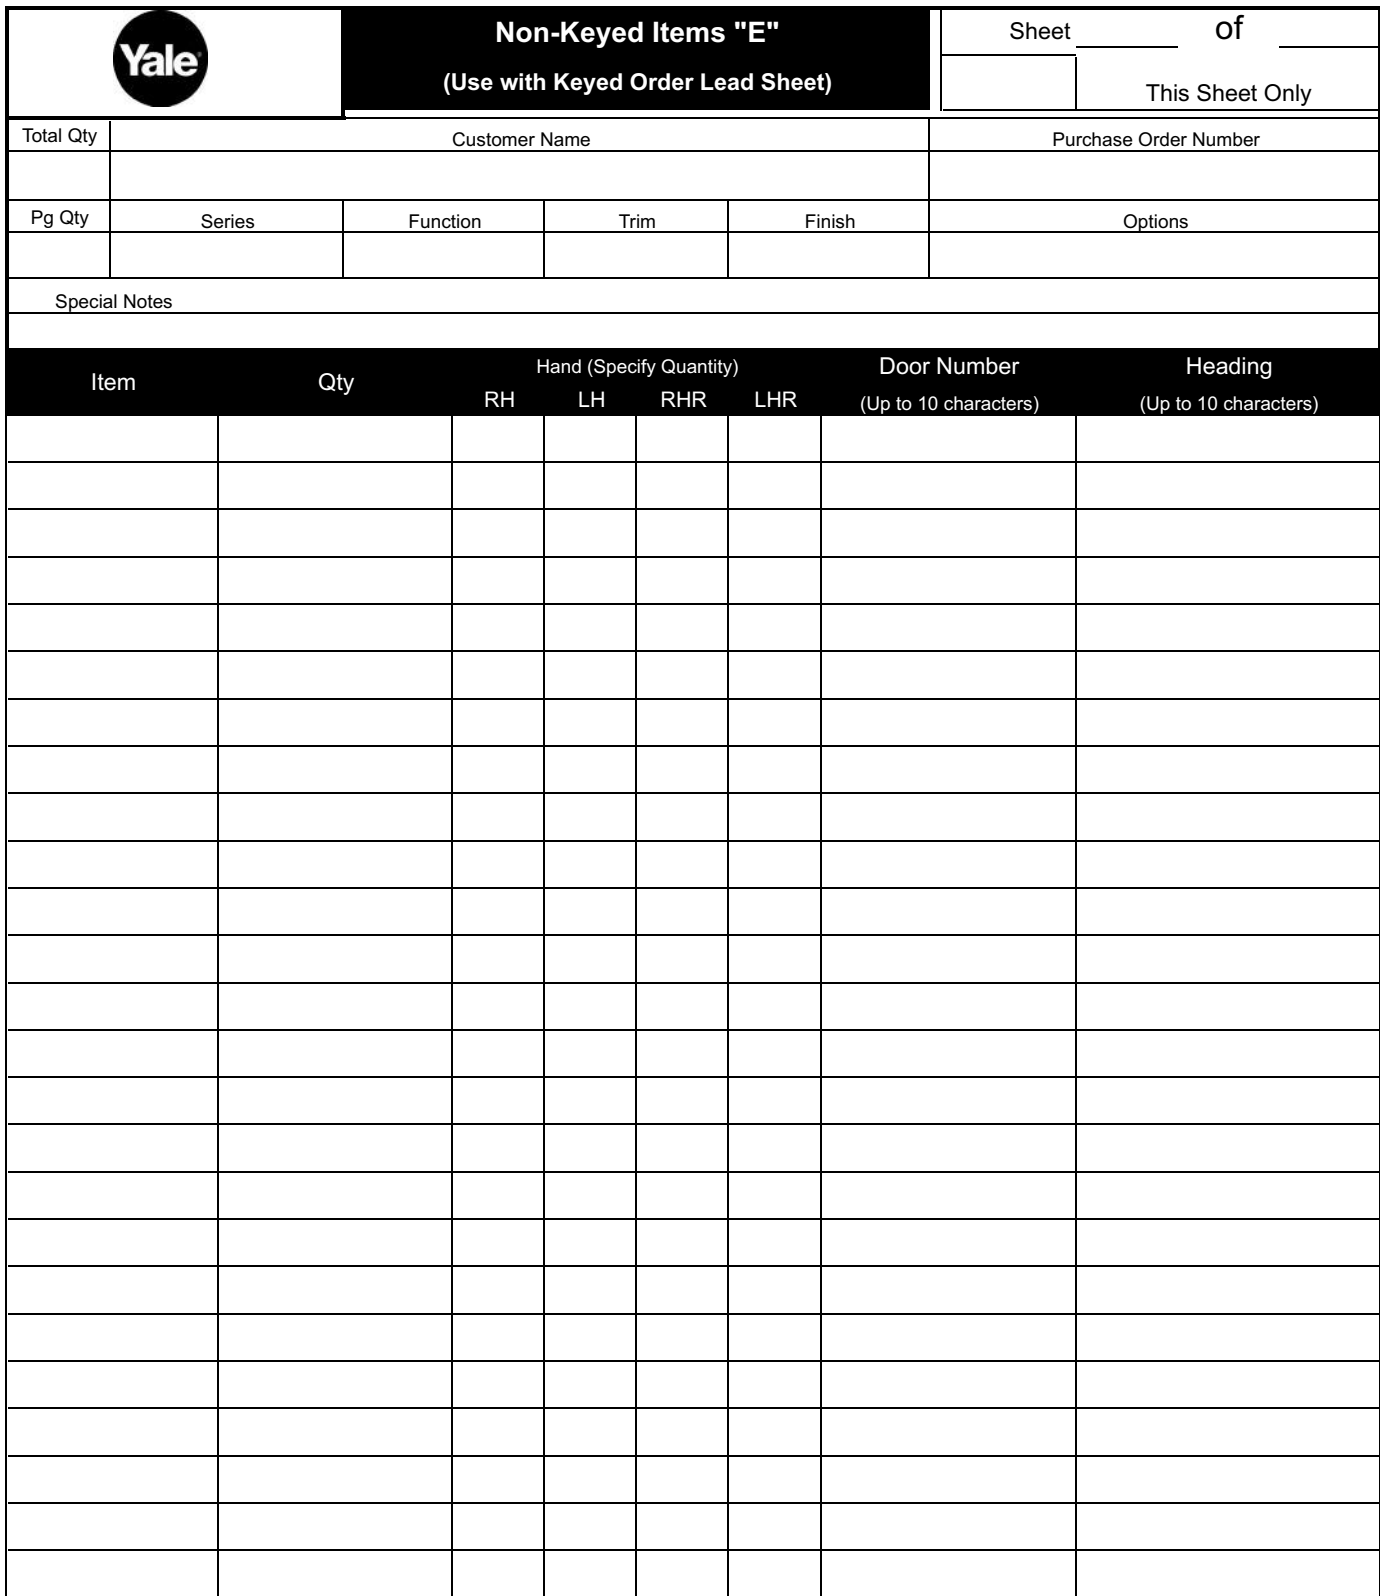 Yale
Non-Keyed Items "E"
(Use with Keyed Order Lead Sheet)
Sheet of
This Sheet Only
Total Qty Customer Name Purchase Order Number
Pg Qty Series Function Trim Finish Options
Special Notes
Item Qty Hand (Specify Quantity) Door Number Heading
RH LH RHR LHR (Up to 10 characters) (Up to 10 characters)